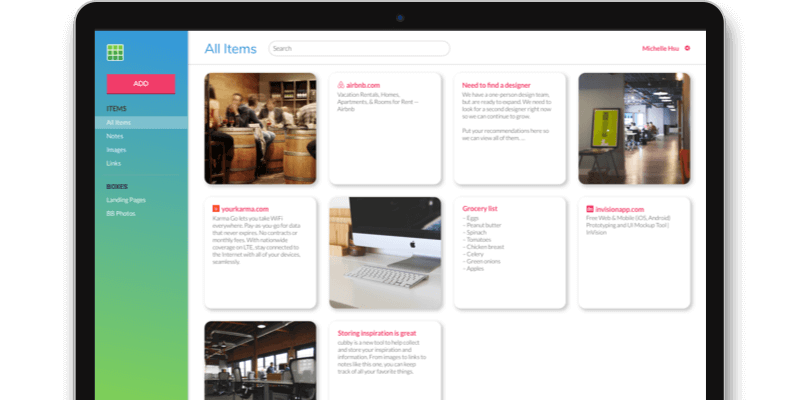 All Items
Search
Michelle Hsu
ADD
ITEMS
All Items
Notes
Images
Links
BOXES
Landing Pages
BB Photos
airbnb.com
Vacation Rentals, Homes,
Apartments, & Rooms for Rent –
Airbnb
Need to find a designer
We have a one-person design team,
but are ready to expand. We need to
look for a second designer right now
so we can continue to grow.
Put your recommendations here so
we can view all of them. ...
yourkarma.com
Karma Go lets you take WiFi
everywhere. Pay-as-you-go for data
that never expires. No contracts or
monthly fees. With nationwide
coverage on LTE, stay connected to
the Internet with all of your devices,
seamlessly.
Grocery list
– Eggs
– Peanut butter
– Spinach
– Tomatoes
– Chicken breast
– Celery
– Green onions
– Apples
invisionapp.com
Free Web & Mobile (iOS, Android)
Prototyping and UI Mockup Tool |
InVision
Storing inspiration is great
cubby is a new tool to help collect
and store your inspiration and
information. From images to links to
notes like this one, you can keep
track of all your favorite things.